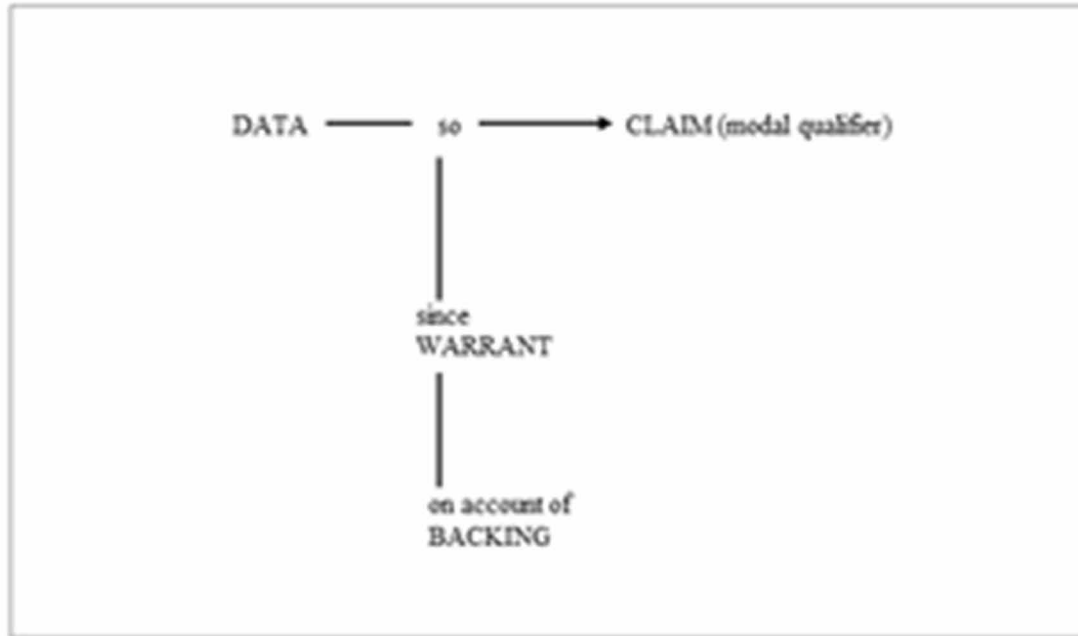 DATA so CLAIM (modal qualifier)
since
WARRANT
on account of
BACKING